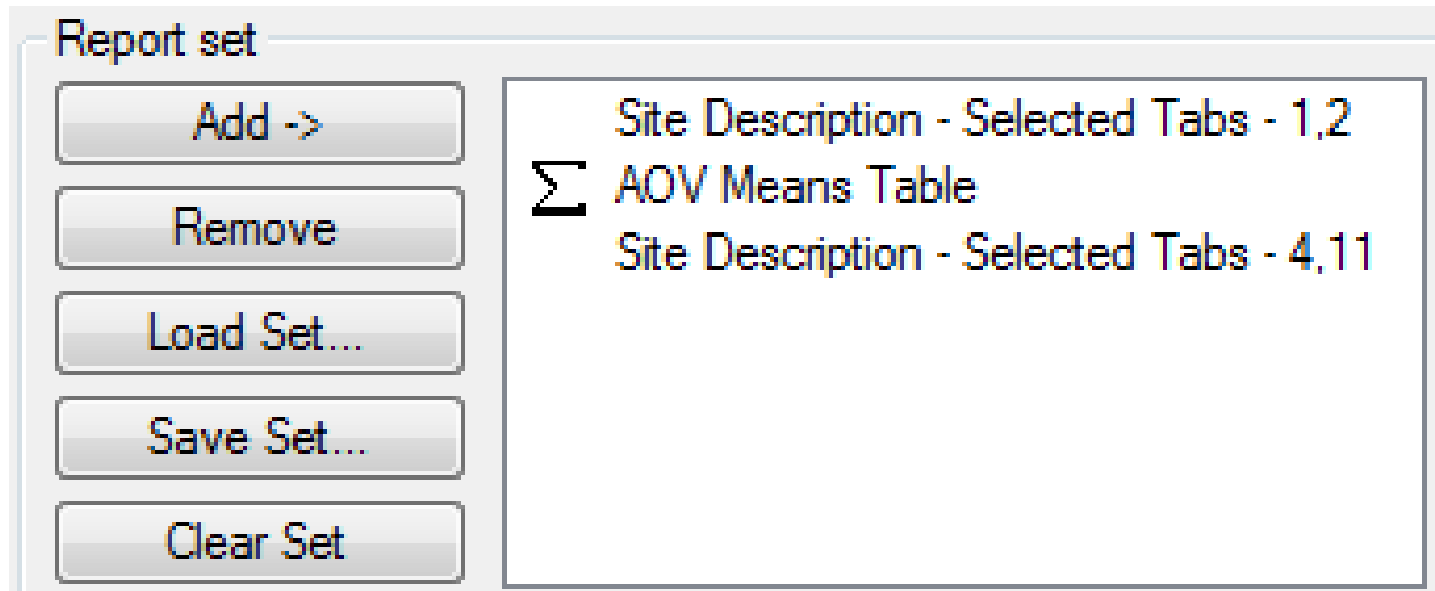 Report set
Add ->
Remove
Load Set...
Save Set...
Clear Set
Site Description - Selected Tabs - 1,2
Σ AOV Means Table
Site Description - Selected Tabs - 4,11